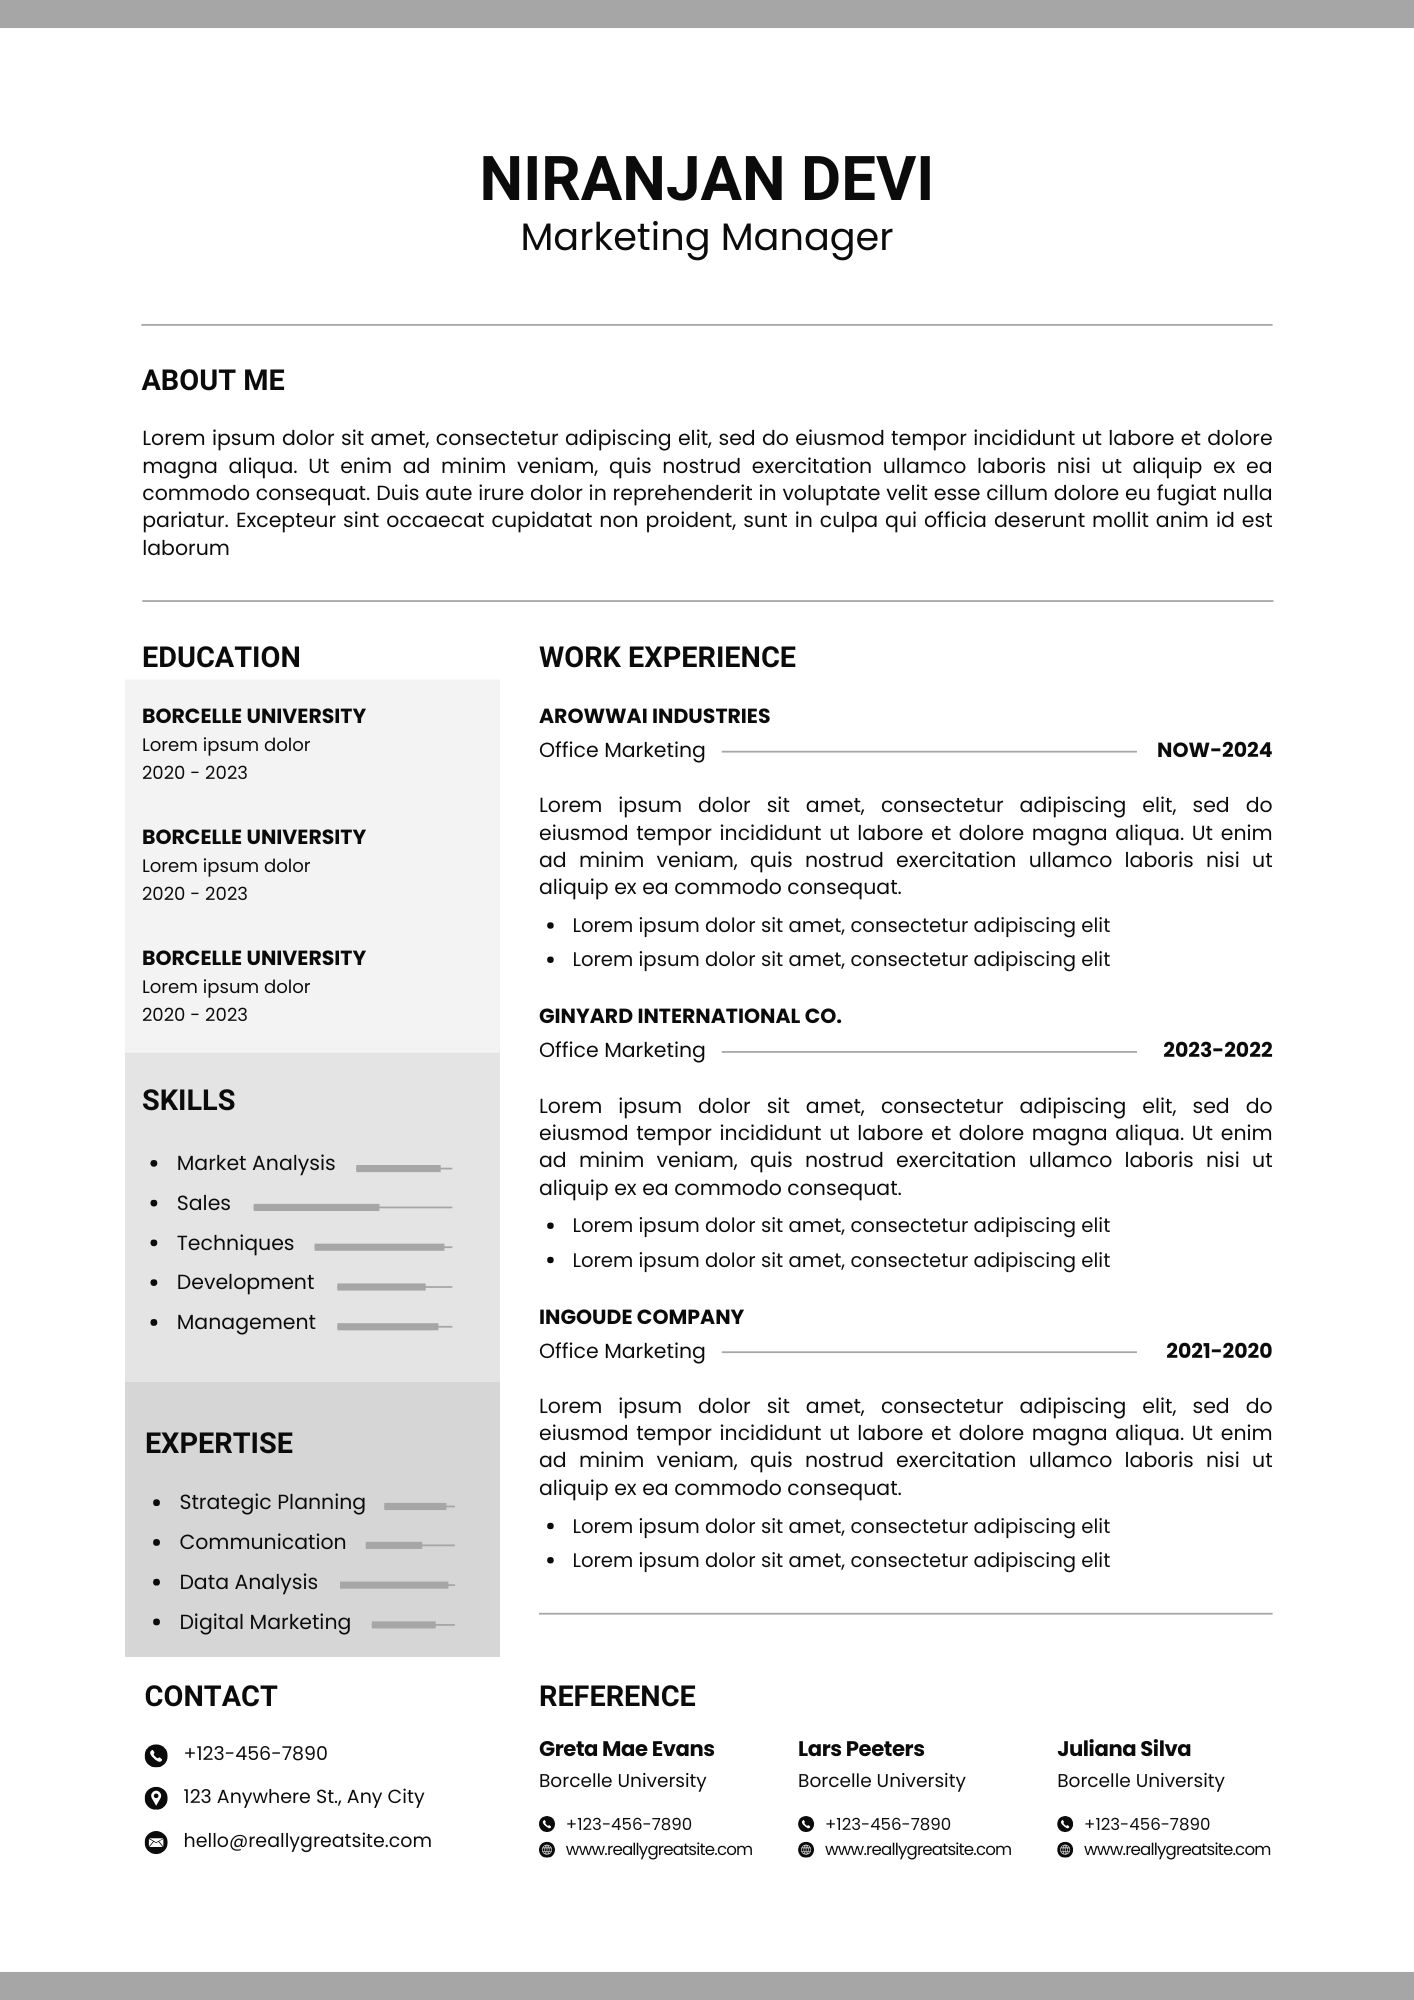 NIRANJAN DEVI
Marketing Manager
ABOUT ME
Lorem ipsum dolor sit amet, consectetur adipiscing elit, sed do eiusmod tempor incididunt ut labore et dolore
magna aliqua. Ut enim ad minim veniam, quis nostrud exercitation ullamco laboris nisi ut aliquip ex ea
commodo consequat. Duis aute irure dolor in reprehenderit in voluptate velit esse cillum dolore eu fugiat nulla
pariatur. Excepteur sint occaecat cupidatat non proident, sunt in culpa qui officia deserunt mollit anim id est
laborum
EDUCATION
BORCELLE UNIVERSITY
Lorem ipsum dolor
2020 - 2023
BORCELLE UNIVERSITY
Lorem ipsum dolor
2020 - 2023
BORCELLE UNIVERSITY
Lorem ipsum dolor
2020 - 2023
SKILLS
• Market Analysis
• Sales
• Techniques
• Development
• Management
EXPERTISE
• Strategic Planning
• Communication
• Data Analysis
• Digital Marketing
CONTACT
+123-456-7890
123 Anywhere St., Any City
hello@reallygreatsite.com
WORK EXPERIENCE
AROWWAI INDUSTRIES
Office Marketing NOW-2024
Lorem ipsum dolor sit amet, consectetur adipiscing elit, sed do
eiusmod tempor incididunt ut labore et dolore magna aliqua. Ut enim
ad minim veniam, quis nostrud exercitation ullamco laboris nisi ut
aliquip ex ea commodo consequat.
• Lorem ipsum dolor sit amet, consectetur adipiscing elit
• Lorem ipsum dolor sit amet, consectetur adipiscing elit
GINYARD INTERNATIONAL CO.
Office Marketing 2023-2022
Lorem ipsum dolor sit amet, consectetur adipiscing elit, sed do
eiusmod tempor incididunt ut labore et dolore magna aliqua. Ut enim
ad minim veniam, quis nostrud exercitation ullamco laboris nisi ut
aliquip ex ea commodo consequat.
• Lorem ipsum dolor sit amet, consectetur adipiscing elit
• Lorem ipsum dolor sit amet, consectetur adipiscing elit
INGOUDE COMPANY
Office Marketing 2021-2020
Lorem ipsum dolor sit amet, consectetur adipiscing elit, sed do
eiusmod tempor incididunt ut labore et dolore magna aliqua. Ut enim
ad minim veniam, quis nostrud exercitation ullamco laboris nisi ut
aliquip ex ea commodo consequat.
• Lorem ipsum dolor sit amet, consectetur adipiscing elit
• Lorem ipsum dolor sit amet, consectetur adipiscing elit
REFERENCE
Greta Mae Evans
Borcelle University
+123-456-7890
www.reallygreatsite.com
Lars Peeters
Borcelle University
+123-456-7890
www.reallygreatsite.com
Juliana Silva
Borcelle University
+123-456-7890
www.reallygreatsite.com